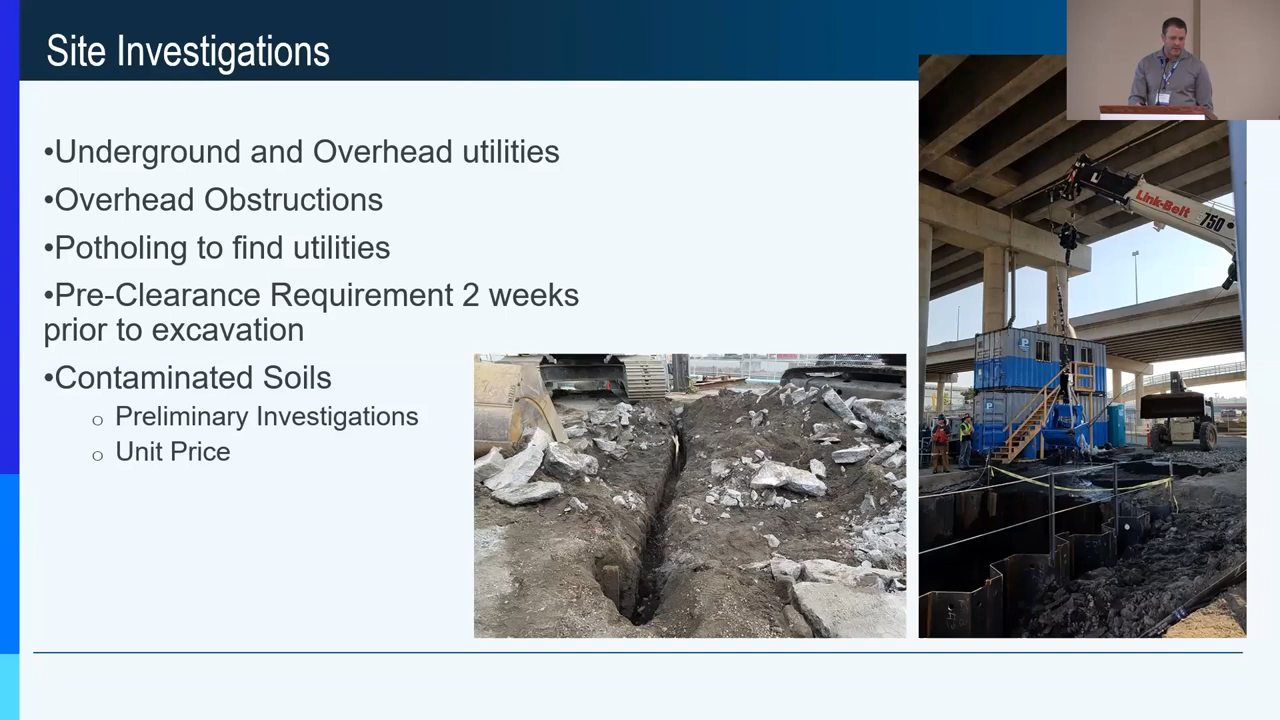 Site Investigations
•Underground and Overhead utilities
•Overhead Obstructions
•Potholing to find utilities
•Pre-Clearance Requirement 2 weeks
prior to excavation
•Contaminated Soils
o Preliminary Investigations
o Unit Price
Link-Belt
750
P
P